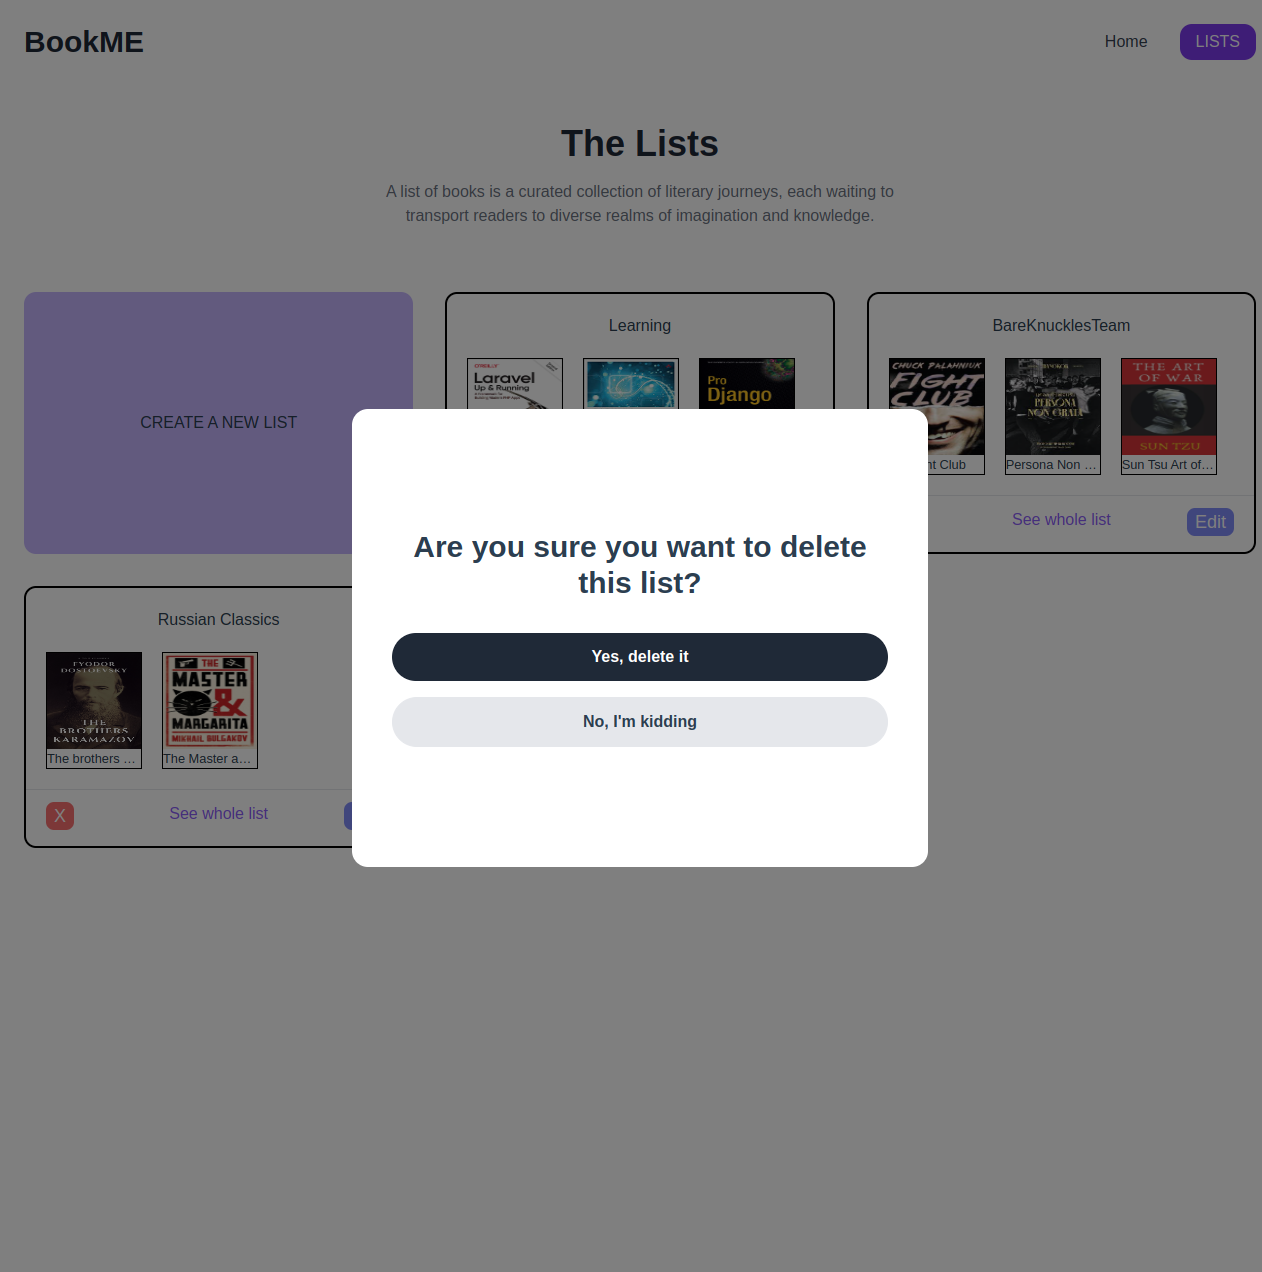 BookME
Home
LISTS
The Lists
A list of books is a curated collection of literary journeys, each waiting to
transport readers to diverse realms of imagination and knowledge.
CREATE A NEW LIST
Learning
Laravel
Up & Running
Pro
Django
BareKnucklesTeam
CHUCK PALAHNIUK
FIGHT
CLUB
nt Club
PERSONA
NON GRATA
Persona Non ...
THE ART
OF WAR
SUN TZU
Sun Tsu Art of...
See whole list
Edit
Are you sure you want to delete
this list?
Yes, delete it
No, I'm kidding
Russian Classics
FYODOR
DOSTOEVSKY
THE
BROTHERS
KARAMAZOV
The brothers ...
THE
MASTER
&
MARGARITA
MIKHAIL BULGAKOV
The Master a...
X
See whole list